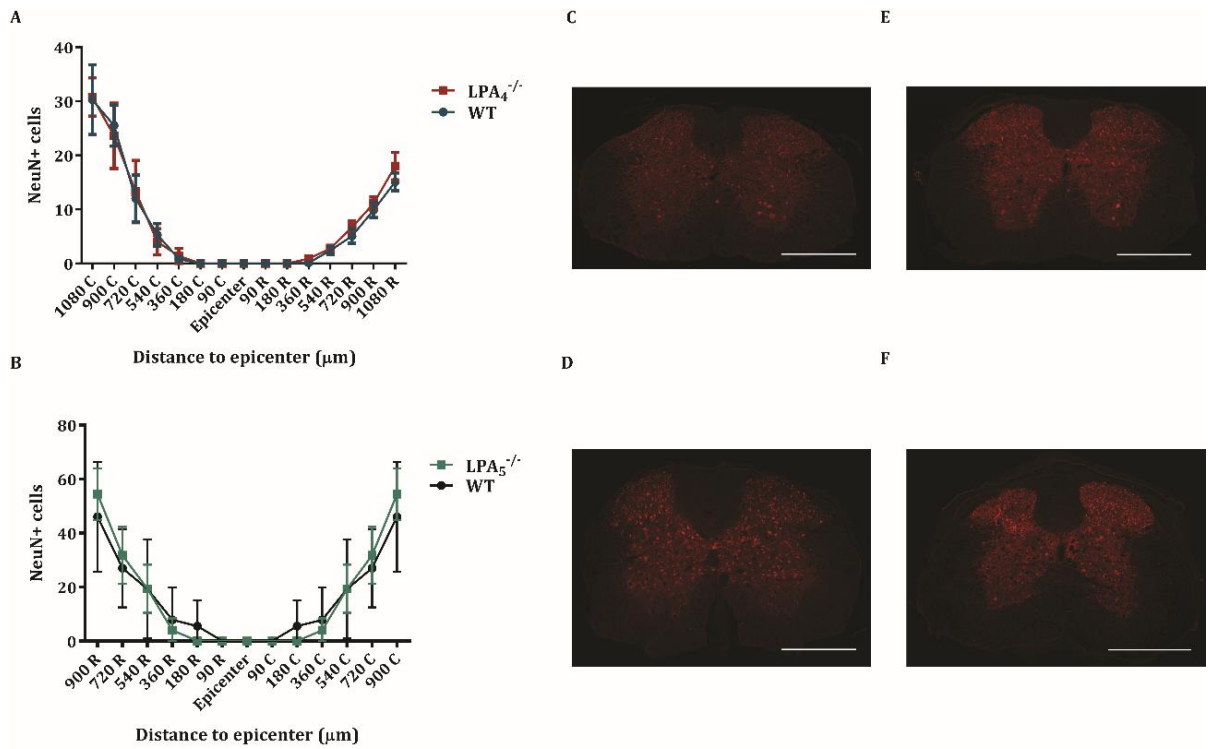 A
40
30
20
10
0
NeuN+ cells
LPA4-/-
WT
1080 C
900 C
720 C
540 C
360 C
180 C
90 C
Epicenter
90 R
180 R
360 R
540 R
720 R
900 R
1080 R
Distance to epicenter (μm)
C
E
B
80
60
40
20
0
NeuN+ cells
LPA5-/-
WT
900 R
720 R
540 R
360 R
180 R
90 R
Epicenter
90 C
180 C
360 C
540 C
720 C
900 C
Distance to epicenter (μm)
D
F